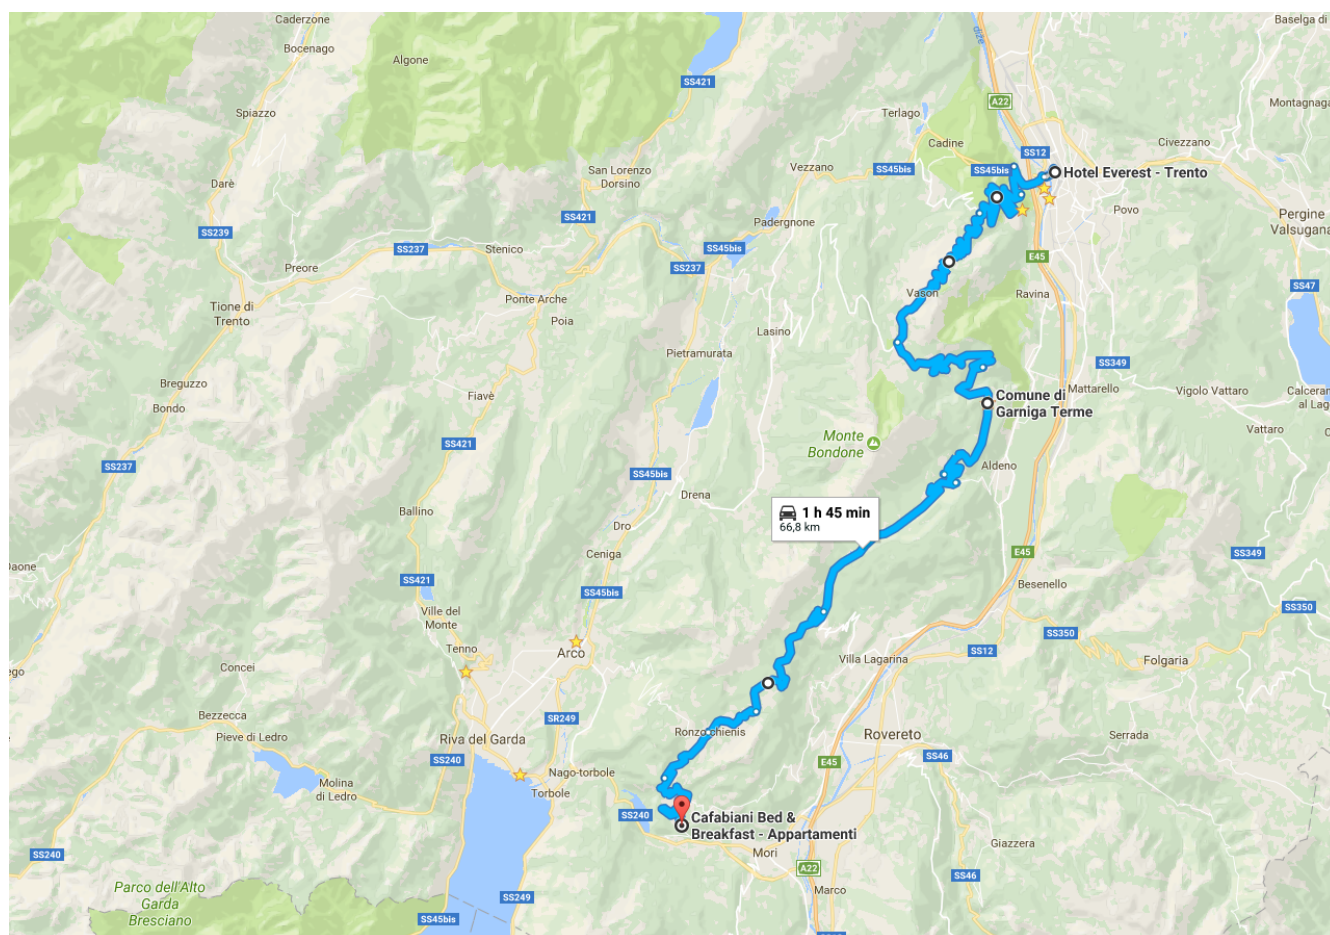 Caderzone
Bocenago
Algone
SS421
Baselga di
diže
A22
Montagnaga
Spiazzo
Terlago
Cadine
SS12
Civezzano
San Lorenzo
Dorsino
Vezzano
SS45bis
SS45bis
Hotel Everest - Trento
Darè
SS421
Padergnone
Povo
Pergine
Valsugana
SS239
SS237
Stenico
SS45bis
E45
Preore
SS237
Vason
Ravina
SS47
Tione di
Trento
Ponte Arche
Poia
Lasino
Pietramurata
SS349
Breguzzo
Bondo
Fiavè
Mattarello
Vigolo Vattaro
Calceran
al Lago
Comune di
Garniga Terme
Vattaro
SS421
Monte
Bondone
SS237
SS45bis
Aldeno
Drena
Ballino
Dro
1 h 45 min
66,8 km
Ceniga
E45
SS349
Daone
SS421
SS45bis
Besenello
SS350
Ville del
Monte
SS350
Tenno
Arco
Villa Lagarina
SS12
Folgaria
Concei
ego
Bezzecca
SR249
Pieve di Ledro
Riva del Garda
Ronzo chienis
Rovereto
Serrada
SS240
Nago-torbole
E45
SS46
Molina
di Ledro
Torbole
SS240
Cafabiani Bed &
Breakfast - Appartamenti
Mori
Giazzera
SS240
A22
SS46
Parco dell'Alto
Garda
Bresciano
SS249
Marco
SS45bis